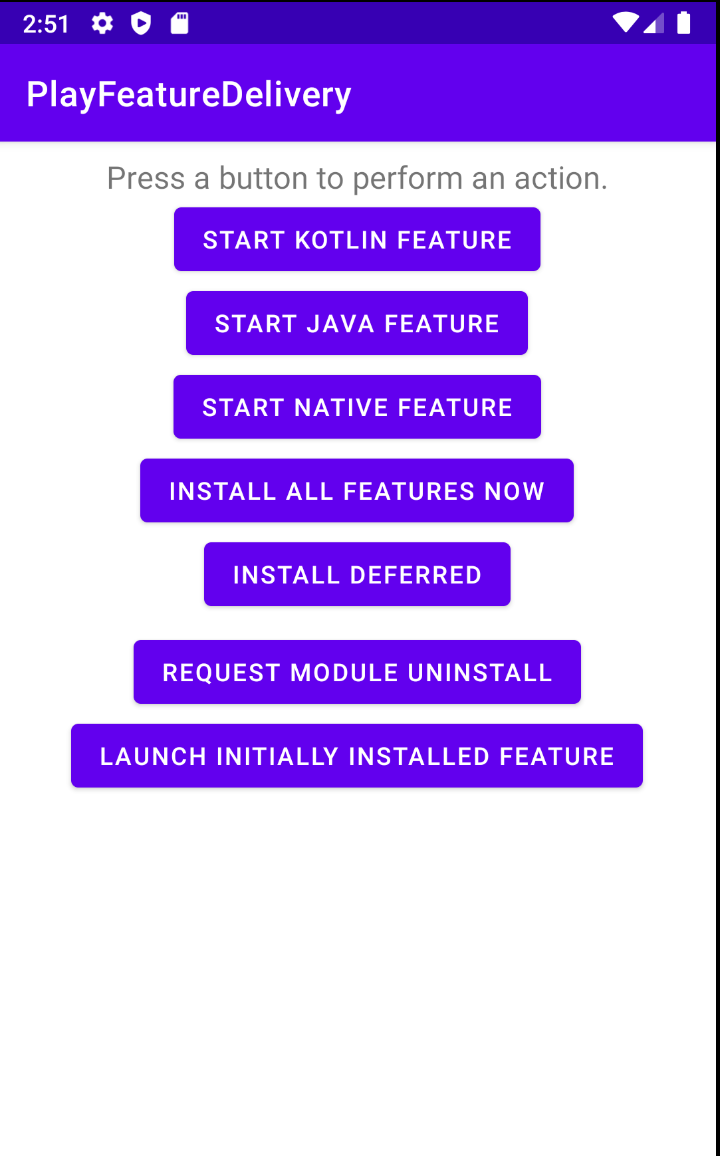 2:51
PlayFeatureDelivery
Press a button to perform an action.
START KOTLIN FEATURE
START JAVA FEATURE
START NATIVE FEATURE
INSTALL ALL FEATURES NOW
INSTALL DEFERRED
REQUEST MODULE UNINSTALL
LAUNCH INITIALLY INSTALLED FEATURE